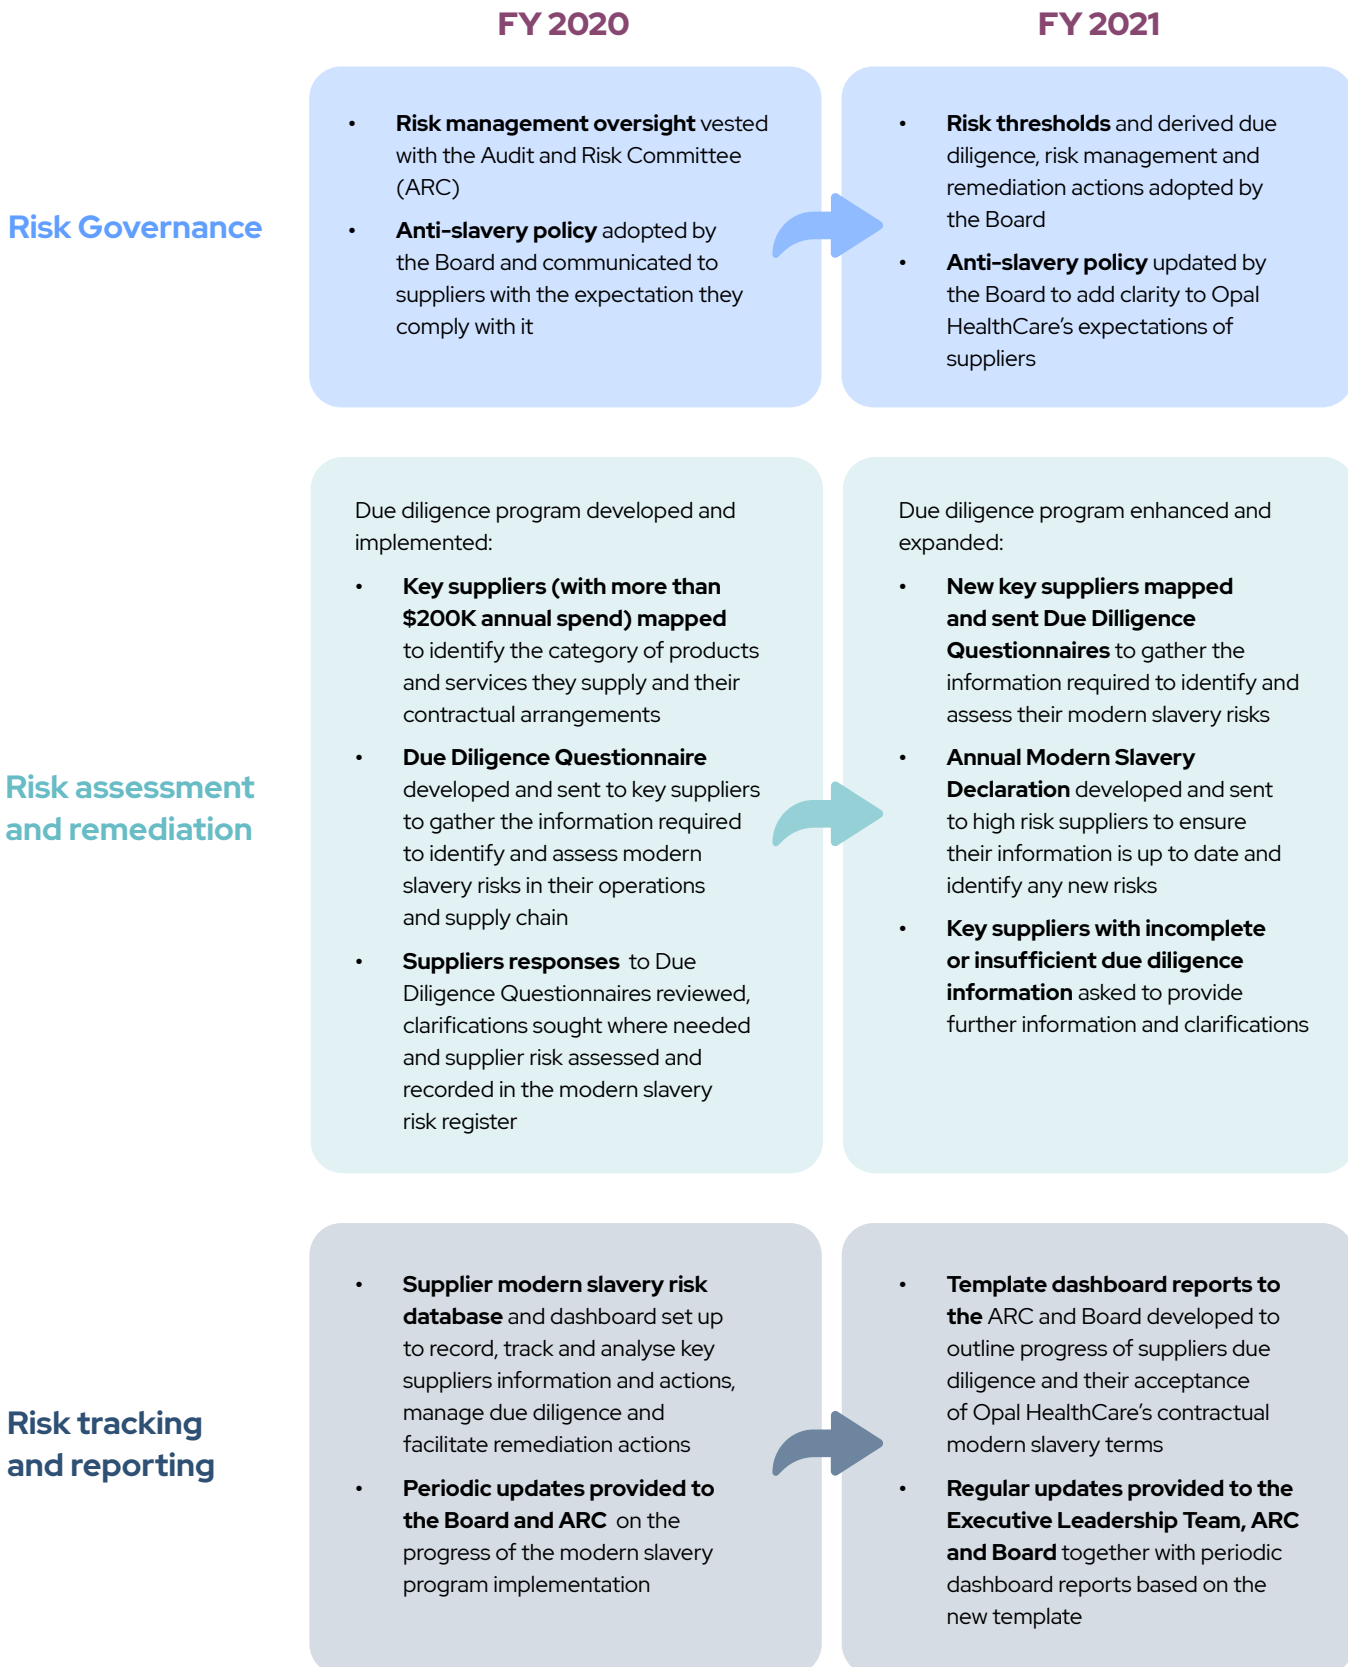 FY 2020
FY 2021
Risk Governance
• Risk management oversight vested
with the Audit and Risk Committee
(ARC)
• Anti-slavery policy adopted by
the Board and communicated to
suppliers with the expectation they
comply with it
• Risk thresholds and derived due
diligence, risk management and
remediation actions adopted by
the Board
• Anti-slavery policy updated by
the Board to add clarity to Opal
HealthCare’s expectations of
suppliers
Risk assessment
and remediation
Due diligence program developed and
implemented:
• Key suppliers (with more than
$200K annual spend) mapped
to identify the category of products
and services they supply and their
contractual arrangements
• Due Diligence Questionnaire
developed and sent to key suppliers
to gather the information required
to identify and assess modern
slavery risks in their operations
and supply chain
• Suppliers responses to Due
Diligence Questionnaires reviewed,
clarifications sought where needed
and supplier risk assessed and
recorded in the modern slavery
risk register
Due diligence program enhanced and
expanded:
• New key suppliers mapped
and sent Due Dilligence
Questionnaires to gather the
information required to identify and
assess their modern slavery risks
• Annual Modern Slavery
Declaration developed and sent
to high risk suppliers to ensure
their information is up to date and
identify any new risks
• Key suppliers with incomplete
or insufficient due diligence
information asked to provide
further information and clarifications
Risk tracking
and reporting
• Supplier modern slavery risk
database and dashboard set up
to record, track and analyse key
suppliers information and actions,
manage due diligence and
facilitate remediation actions
• Periodic updates provided to
the Board and ARC on the
progress of the modern slavery
program implementation
• Template dashboard reports to
the ARC and Board developed to
outline progress of suppliers due
diligence and their acceptance
of Opal HealthCare’s contractual
modern slavery terms
• Regular updates provided to the
Executive Leadership Team, ARC
and Board together with periodic
dashboard reports based on the
new template